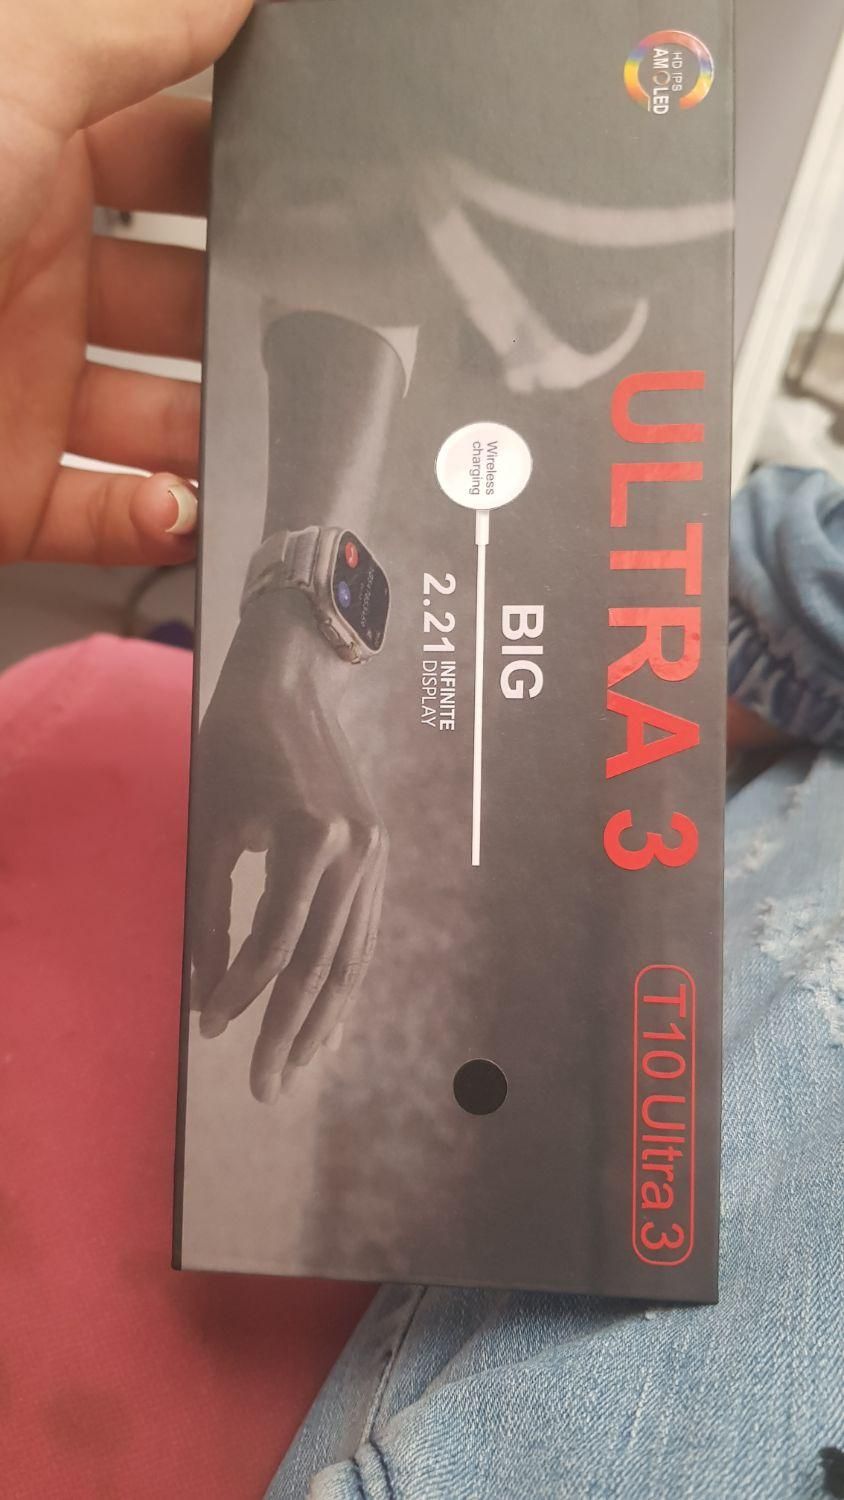 HD IPS
AMOLED
ULTRA 3
T10 Ultra 3
Wireless
charging
BIG
2.21 INFINITE
DISPLAY